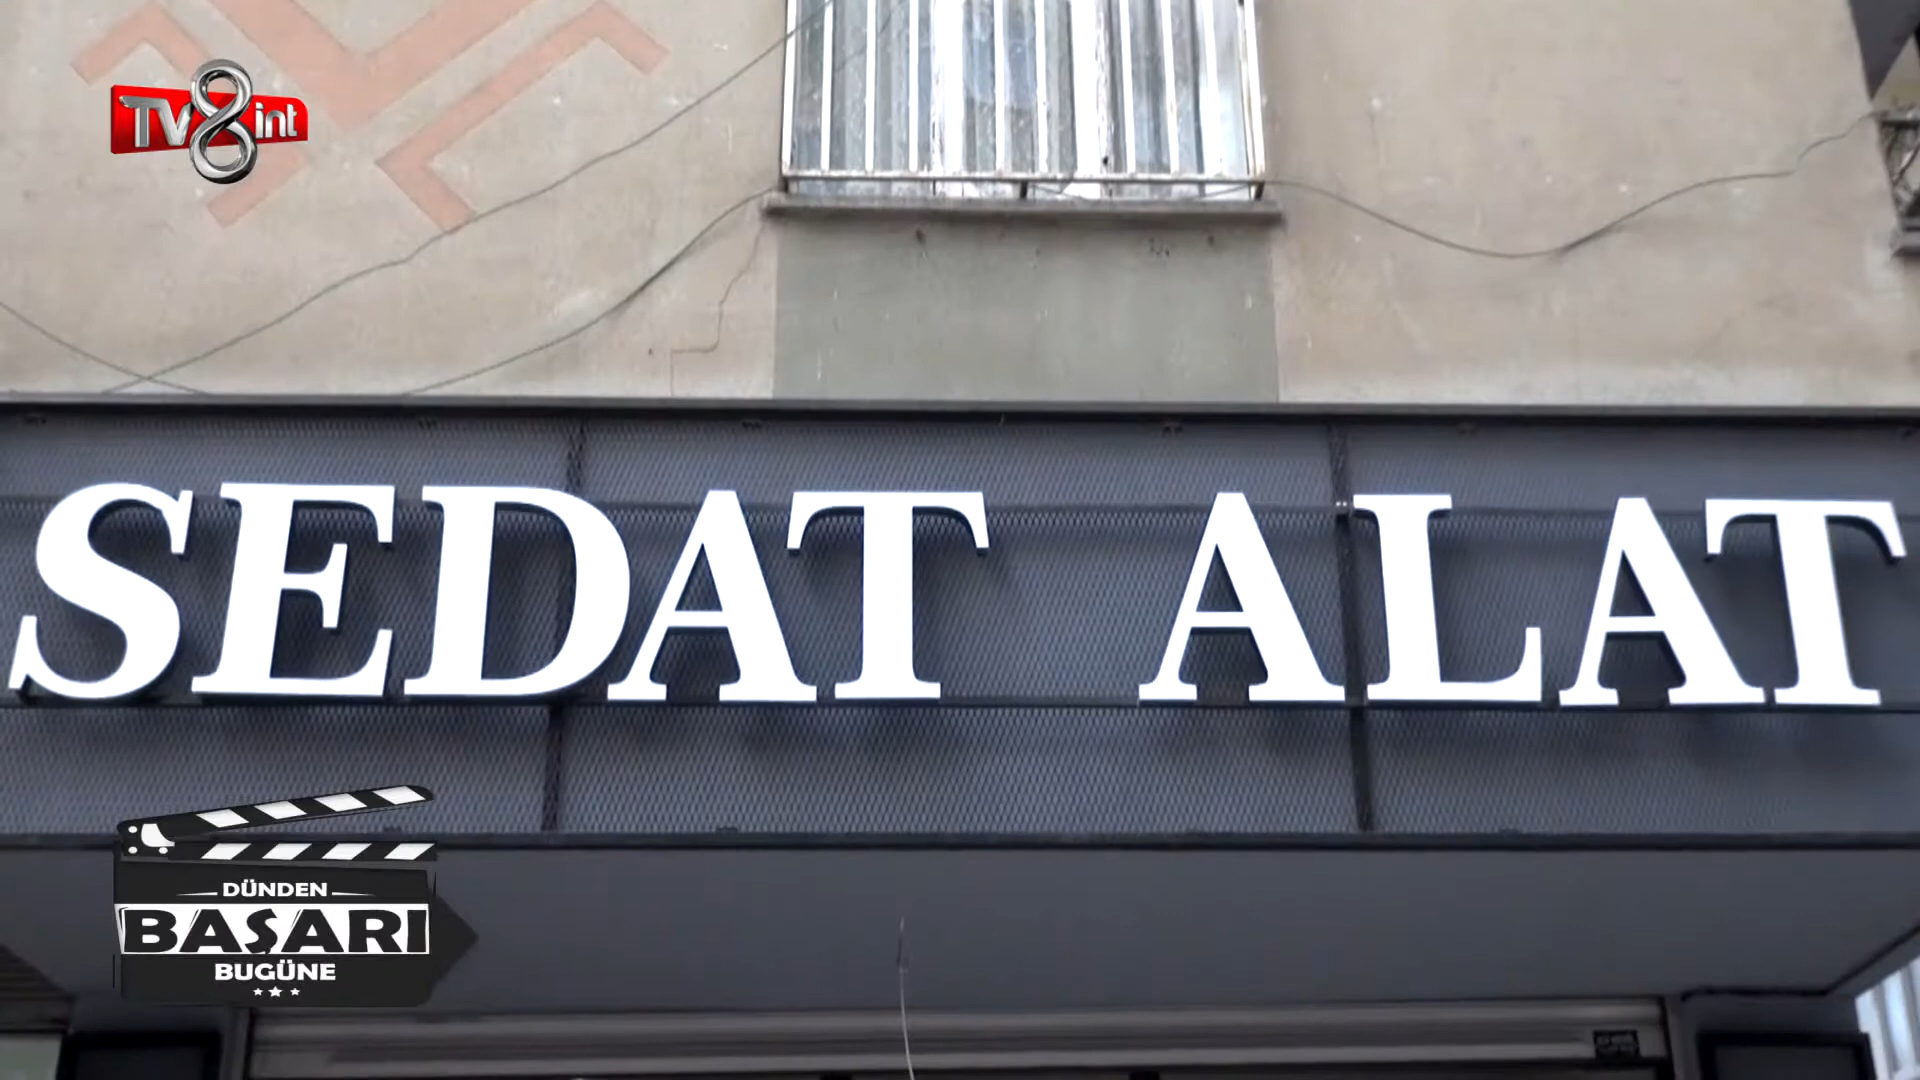 TV8int
SEDAT ALAT
DÜNDEN
BAŞARI
BUGÜNE